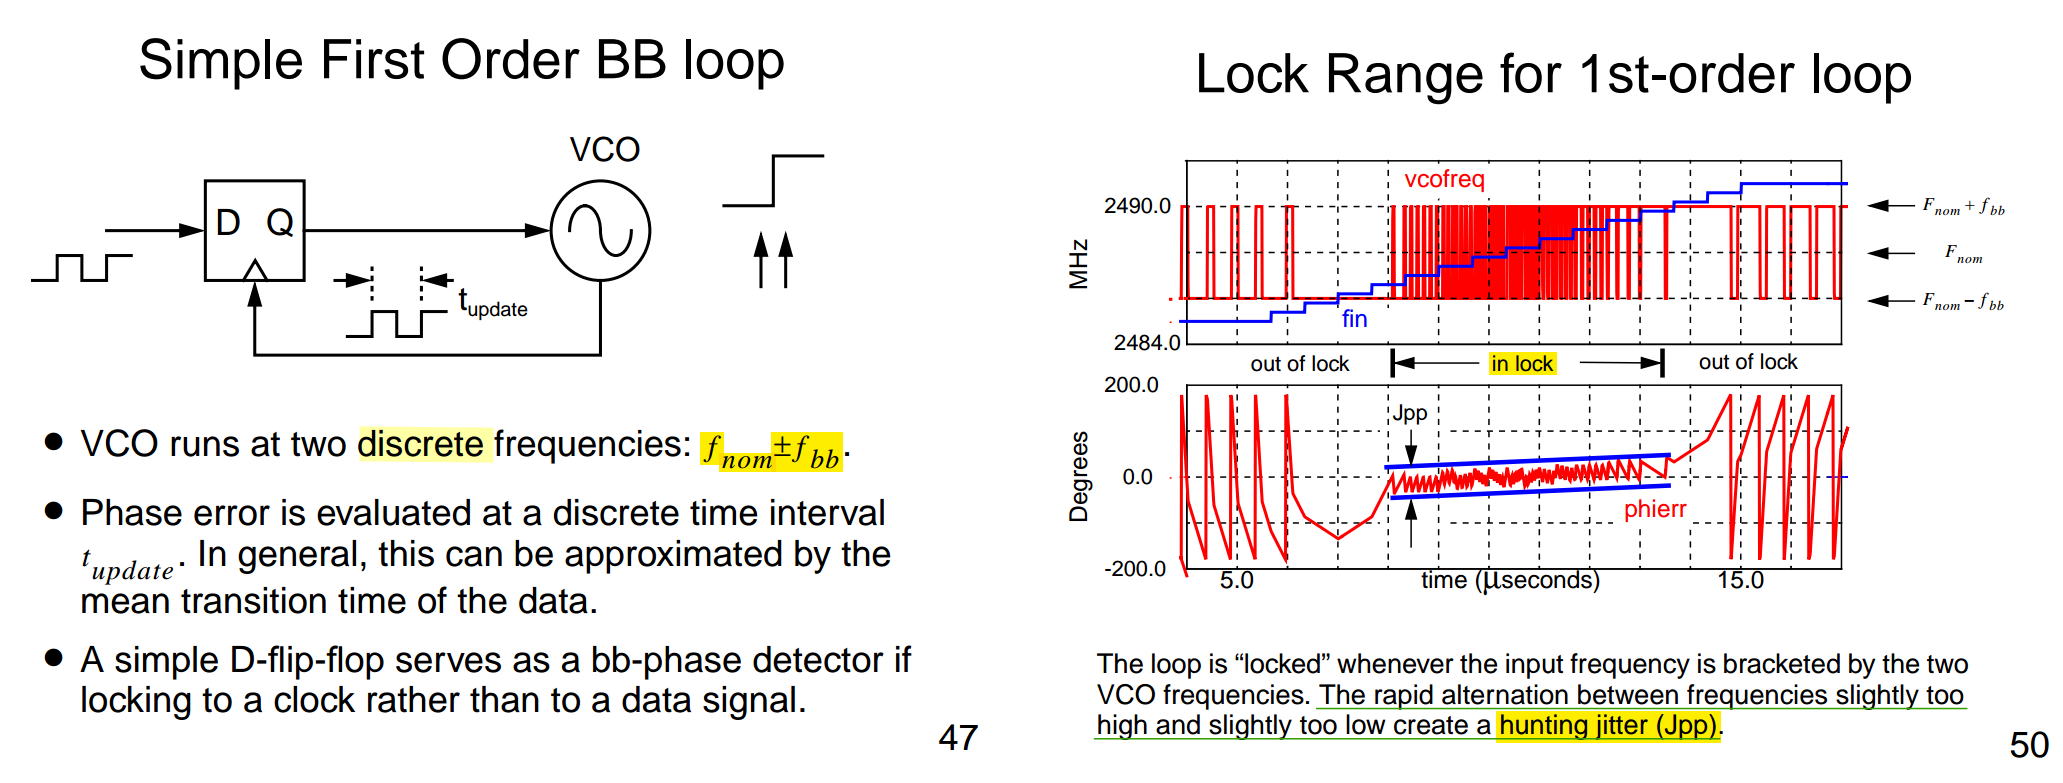 Simple First Order BB loop
VCO
D Q
t_update
● VCO runs at two discrete frequencies: f_nom±f_bb.
● Phase error is evaluated at a discrete time interval
t_update. In general, this can be approximated by the
mean transition time of the data.
● A simple D-flip-flop serves as a bb-phase detector if
locking to a clock rather than to a data signal.
47
Lock Range for 1st-order loop
vcofreq
2490.0
MHz
fin
2484.0
F_nom + f_bb
F_nom
F_nom − f_bb
out of lock
in lock
out of lock
200.0
Jpp
Degrees
0.0
phierr
-200.0
5.0
time (μseconds)
15.0
The loop is “locked” whenever the input frequency is bracketed by the two
VCO frequencies. The rapid alternation between frequencies slightly too
high and slightly too low create a hunting jitter (Jpp).
50